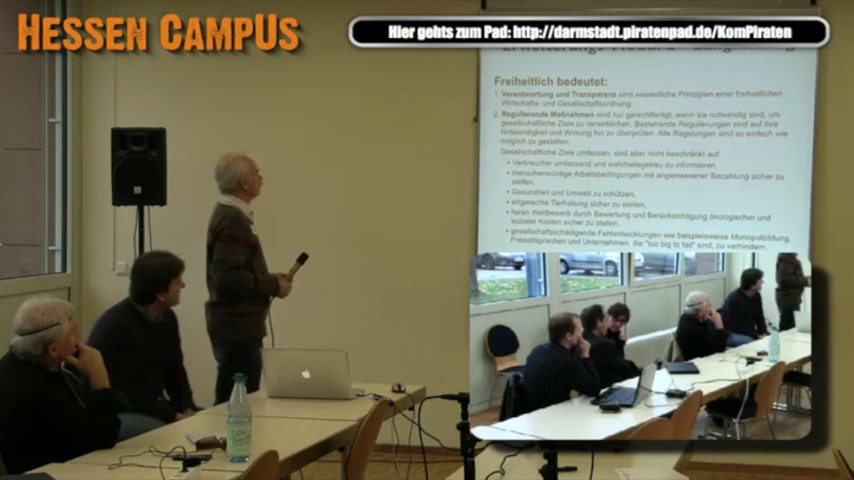 HESSEN CAMPUS
Hier gehts zum Pad: http://darmstadt.piratenpad.de/KomPiraten
Freiheitlich bedeutet:
1. Verantwortung und Transparenz sind wesentliche Prinzipien einer freiheitlichen
Wirtschafts- und Gesellschaftsordnung.
2. Regulierende Maßnahmen sind nur gerechtfertigt, wenn sie notwendig sind, um
gesellschaftliche Ziele zu verwirklichen. Bestehende Regulierungen sind auf ihre
Notwendigkeit und Wirkung hin zu überprüfen. Alle Regelungen sind so einfach wie
möglich zu gestalten.
Gesellschaftliche Ziele umfassen, sind aber nicht beschränkt auf:
• Verbraucher umfassend und wahrheitsgetreu zu informieren,
• menschenwürdige Arbeitsbedingungen mit angemessener Bezahlung sicher zu
stellen,
• Gesundheit und Umwelt zu schützen,
• artgerechte Tierhaltung sicher zu stellen,
• fairen Wettbewerb durch Bewertung und Berücksichtigung ökologischer und
sozialer Kosten sicher zu stellen,
• gesellschaftsschädigende Fehlentwicklungen wie beispielsweise Monopolbildung,
Preisabsprachen und Unternehmen, die "too big to fail" sind, zu verhindern.